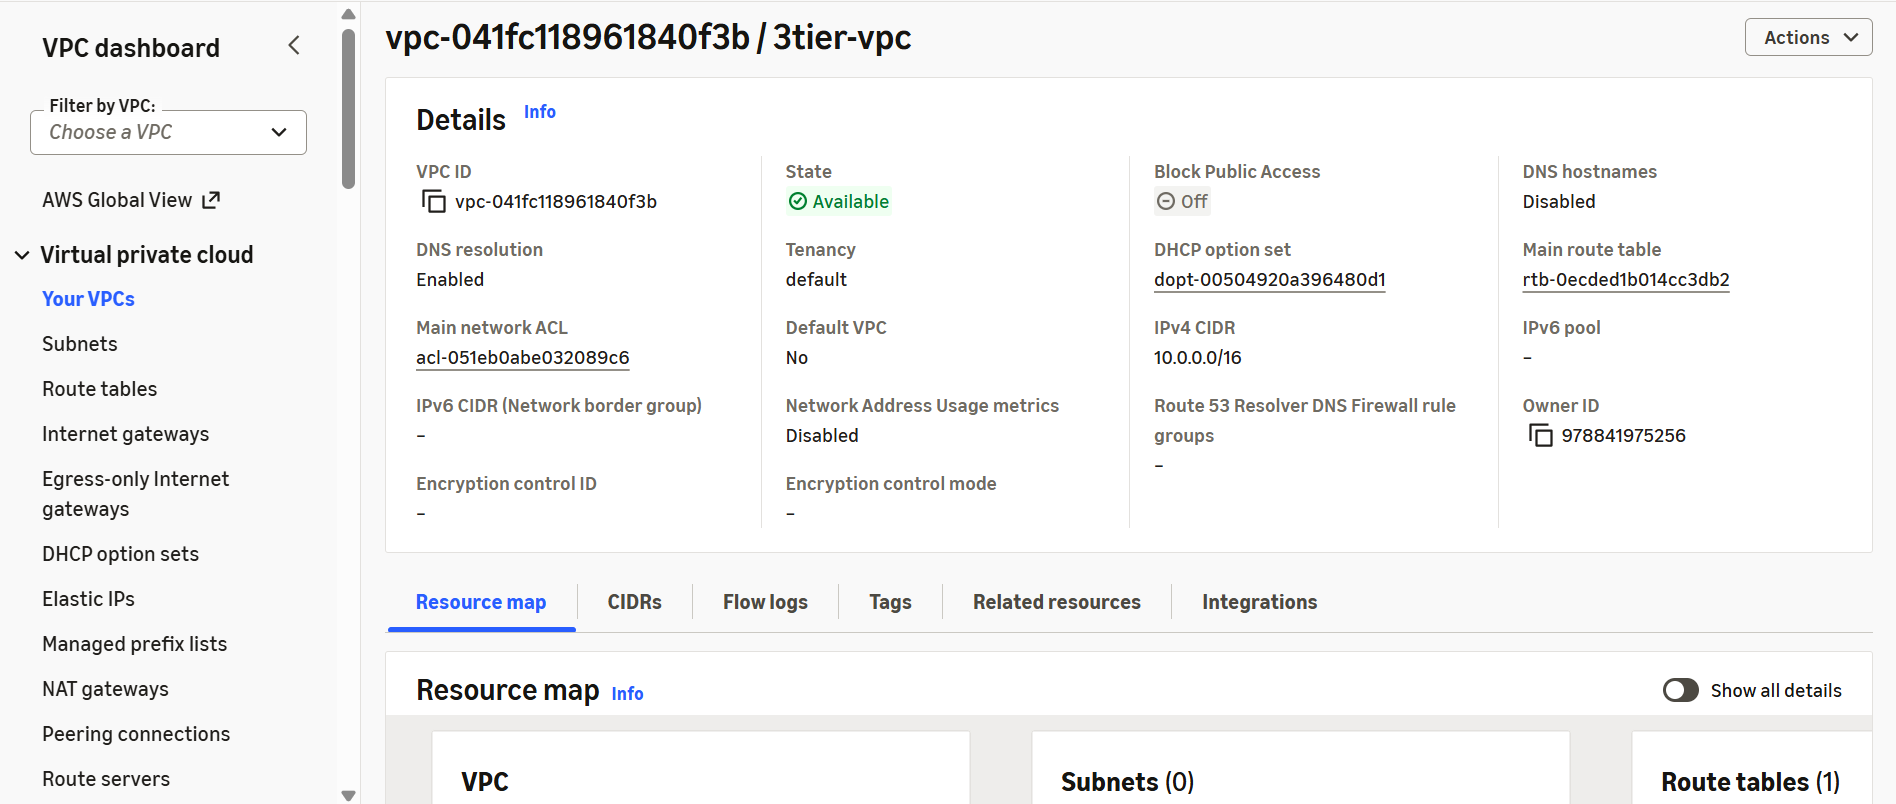 VPC dashboard
Filter by VPC:
Choose a VPC
AWS Global View
Virtual private cloud
Your VPCs
Subnets
Route tables
Internet gateways
Egress-only Internet
gateways
DHCP option sets
Elastic IPs
Managed prefix lists
NAT gateways
Peering connections
Route servers
vpc-041fc118961840f3b / 3tier-vpc
Actions
Details Info
VPC ID
vpc-041fc118961840f3b
State
Available
Block Public Access
Off
DNS hostnames
Disabled
DNS resolution
Enabled
Tenancy
default
DHCP option set
dopt-00504920a396480d1
Main route table
rtb-0ecded1b014cc3db2
Main network ACL
acl-051eb0abe032089c6
Default VPC
No
IPv4 CIDR
10.0.0.0/16
IPv6 pool
–
IPv6 CIDR (Network border group)
–
Network Address Usage metrics
Disabled
Route 53 Resolver DNS Firewall rule
groups
–
Owner ID
978841975256
Encryption control ID
–
Encryption control mode
–
Resource map CIDRs Flow logs Tags Related resources Integrations
Resource map Info
Show all details
VPC
Subnets (0)
Route tables (1)